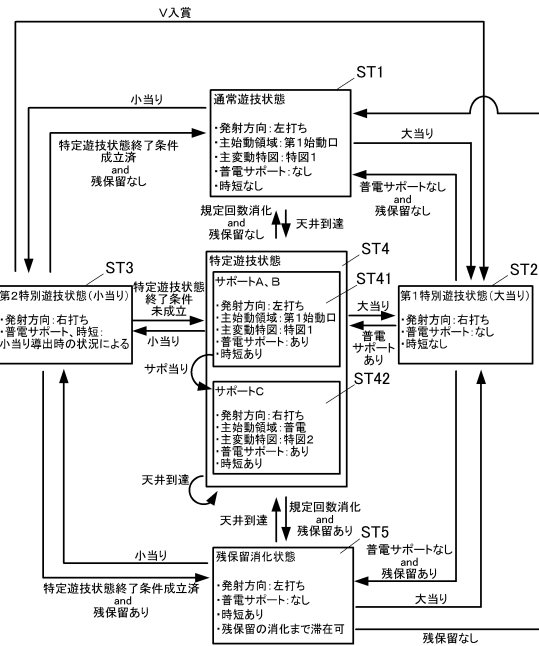 V入賞
ST1
通常遊技状態
・発射方向:左打ち
・主始動領域:第1始動口
・主変動特図:特図1
・普電サポート:なし
・時短なし
小当り
大当り
特定遊技状態終了条件
成立済
and
残保留なし
普電サポートなし
and
残保留なし
規定回数消化
and
残保留なし
天井到達
ST3
第2特別遊技状態(小当り)
・発射方向:右打ち
・普電サポート、時短:
小当り導出時の状況による
特定遊技状態
終了条件
未成立
小当り
ST4
特定遊技状態
ST41
サポートA、B
・発射方向:左打ち
・主始動領域:第1始動口
・主変動特図:特図1
・普電サポート:あり
・時短あり
サポ当り
ST42
サポートC
・発射方向:右打ち
・主始動領域:普電
・主変動特図:特図2
・普電サポート:あり
・時短あり
天井到達
大当り
普電
サポート
あり
ST2
第1特別遊技状態(大当り)
・発射方向:右打ち
・普電サポート:なし
・時短なし
天井到達
規定回数消化
and
残保留あり
ST5
残保留消化状態
・発射方向:左打ち
・普電サポート:なし
・時短あり
・残保留の消化まで滞在可
小当り
特定遊技状態終了条件成立済
and
残保留あり
普電サポートなし
and
残保留あり
大当り
残保留なし